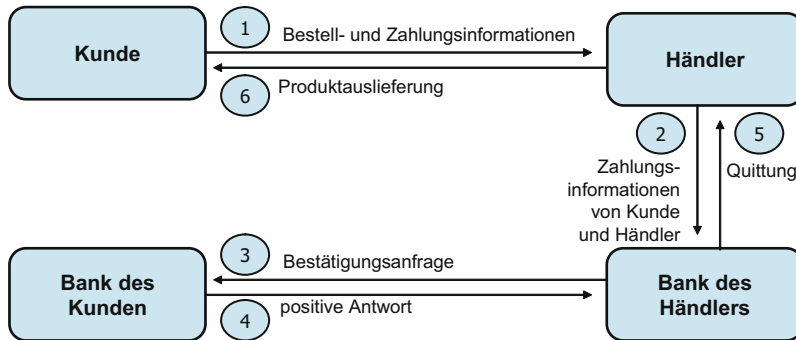 1
Bestell- und Zahlungsinformationen
Kunde
Händler
6
Produktauslieferung
2
5
Zahlungs-
informationen
von Kunde
und Händler
Quittung
3
Bestätigungsanfrage
Bank des
Kunden
Bank des
Händlers
4
positive Antwort